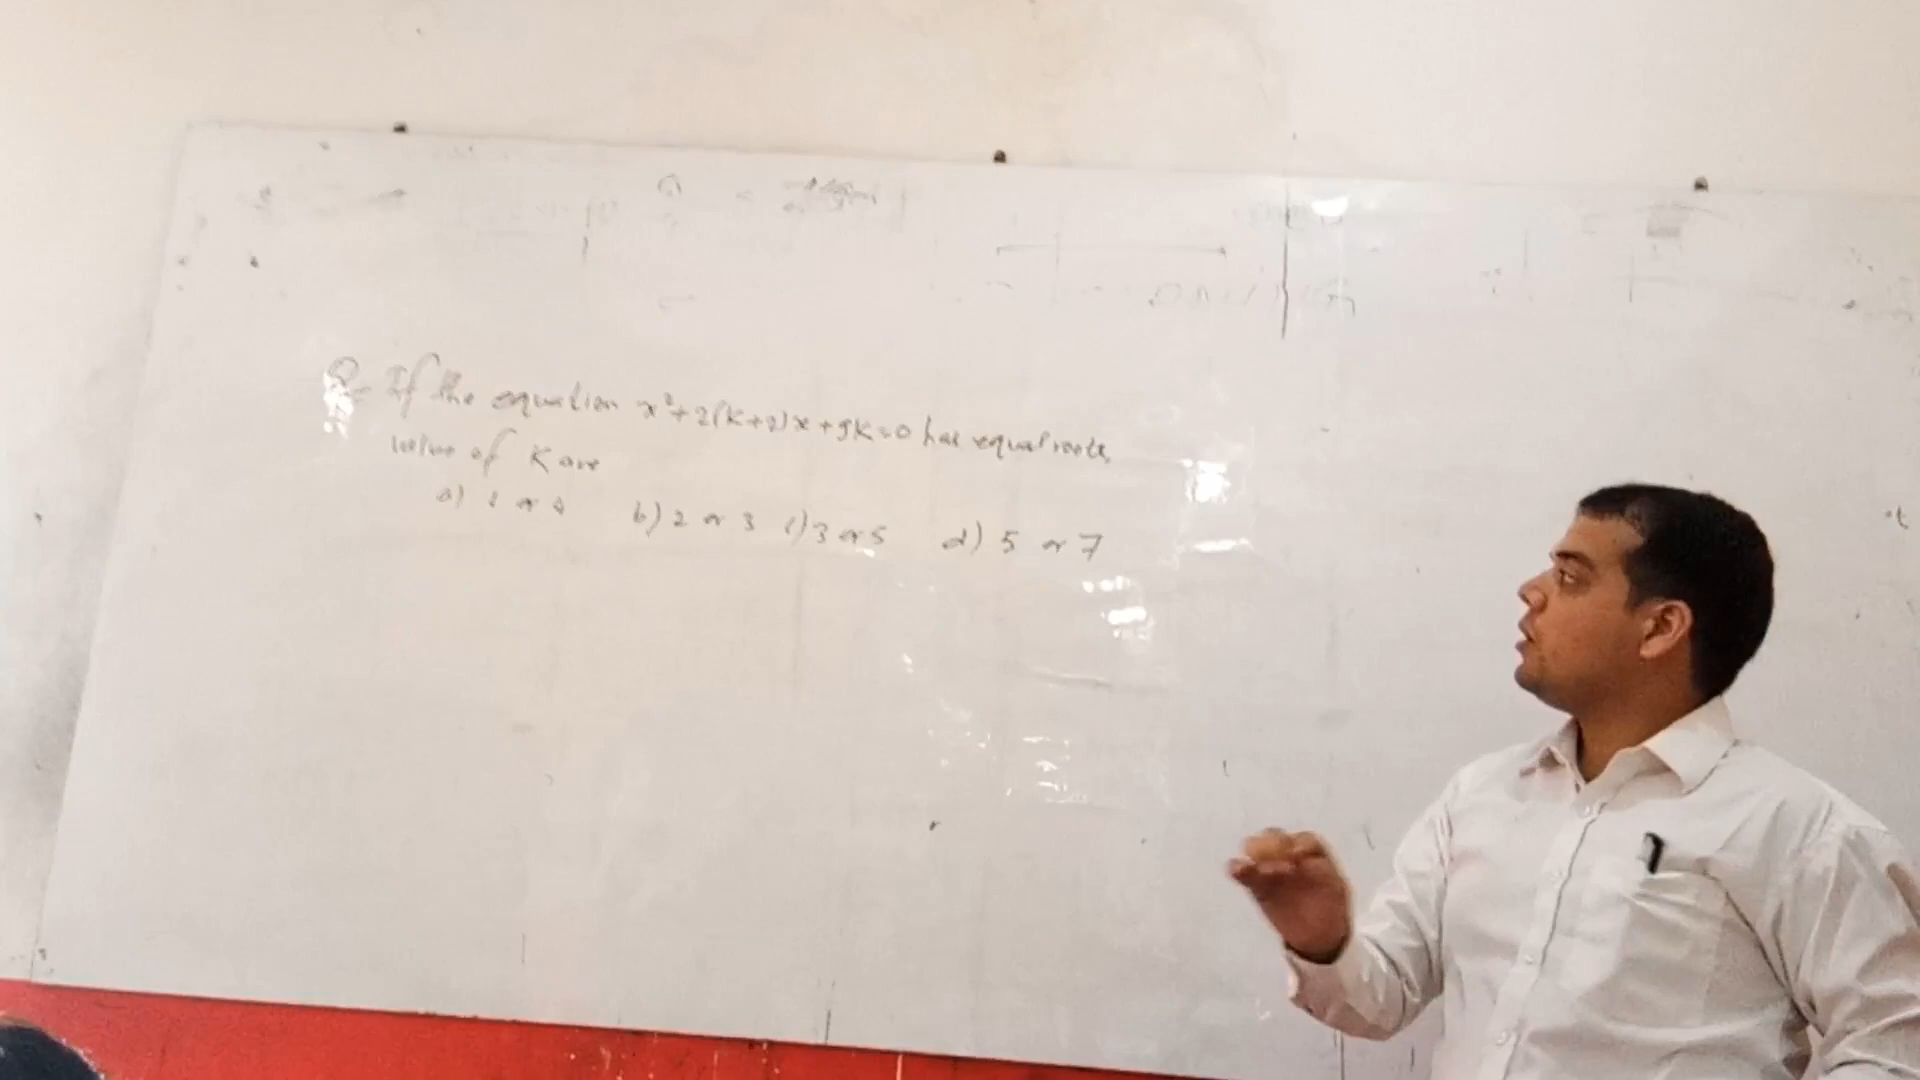 Q- If the equation x²+2(K+2)x+9K=0 has equal roots,
value of K are
a) 1 or 4 b) 2 or 3 c) 3 or 5 d) 5 or 7